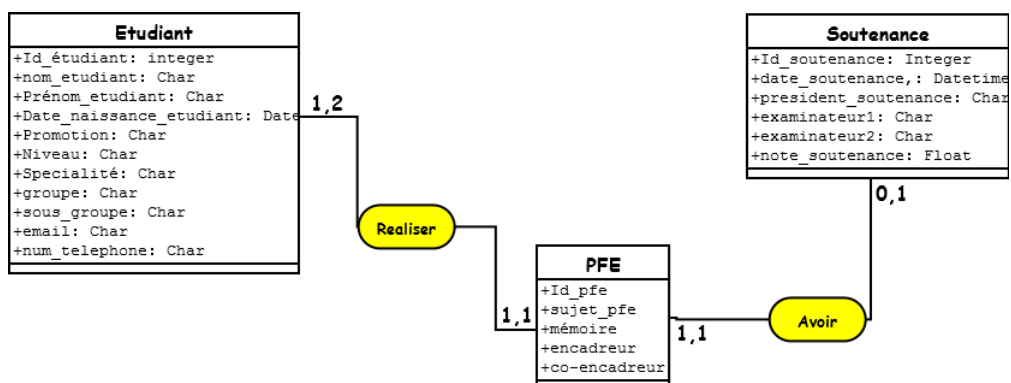 Etudiant
+Id_étudiant: integer
+nom_etudiant: Char
+Prénom_etudiant: Char
+Date_naissance_etudiant: Date
+Promotion: Char
+Niveau: Char
+Specialité: Char
+groupe: Char
+sous_groupe: Char
+email: Char
+num_telephone: Char
1,2
Realiser
1,1
PFE
+Id_pfe
+sujet_pfe
+mémoire
+encadreur
+co-encadreur
1,1
Avoir
0,1
Soutenance
+Id_soutenance: Integer
+date_soutenance,: Datetime
+president_soutenance: Char
+examinateur1: Char
+examinateur2: Char
+note_soutenance: Float